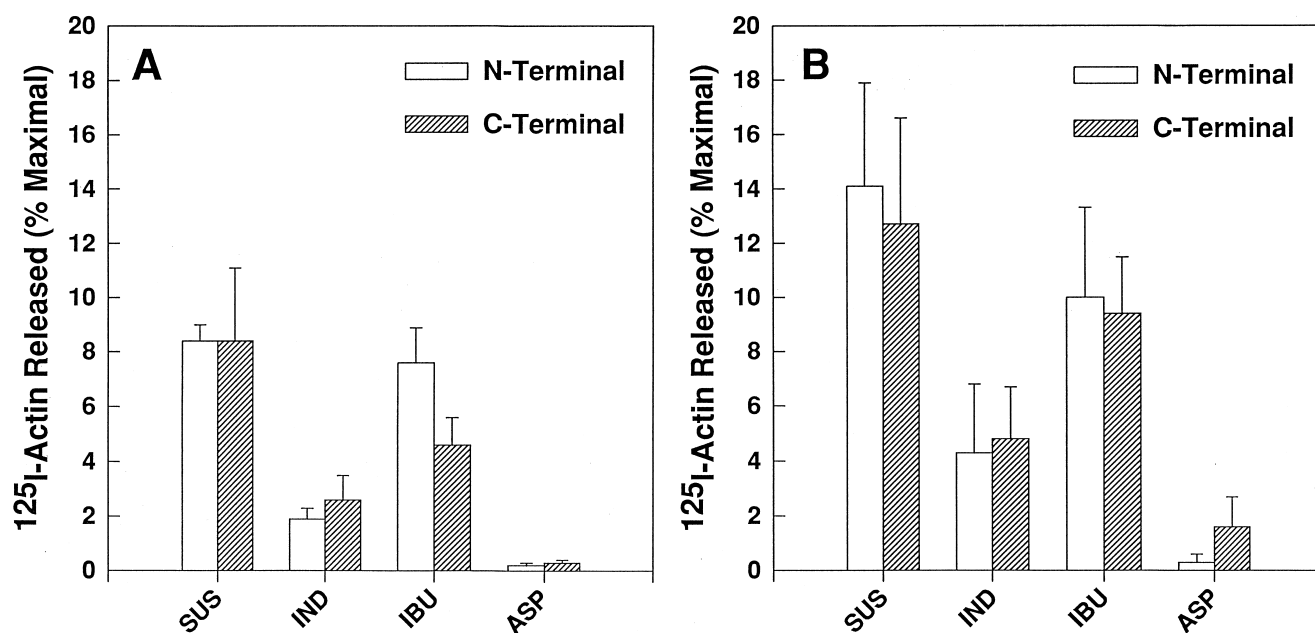 A
N-Terminal
C-Terminal
125I-Actin Released (% Maximal)
20
18
16
14
12
10
8
6
4
2
0
SUS
IND
IBU
ASP
B
N-Terminal
C-Terminal
125I-Actin Released (% Maximal)
20
18
16
14
12
10
8
6
4
2
0
SUS
IND
IBU
ASP